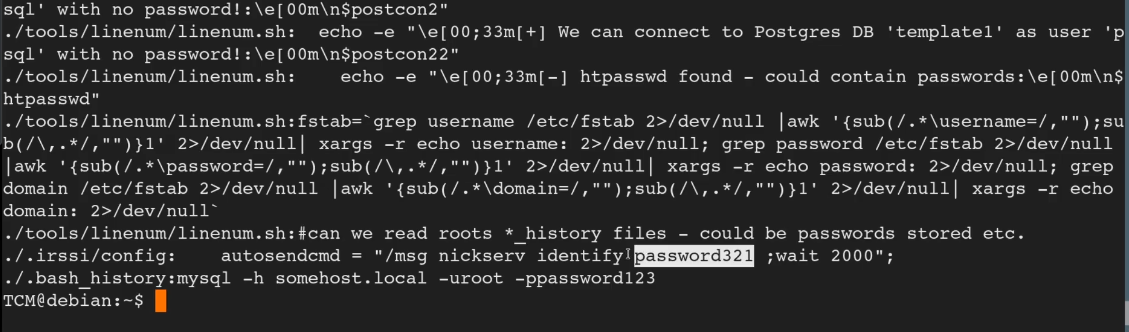 sql' with no password!:\e[00m\n$postcon2"
./tools/linenum/linenum.sh:  echo -e "\e[00;33m[+] We can connect to Postgres DB 'template1' as user 'p
sql' with no password!:\e[00m\n$postcon22"
./tools/linenum/linenum.sh:    echo -e "\e[00;33m[-] htpasswd found - could contain passwords:\e[00m\n$
htpasswd"
./tools/linenum/linenum.sh:fstab=`grep username /etc/fstab 2>/dev/null |awk '{sub(/.*\username=/,"");su
b(/\,.*/,"")}1' 2>/dev/null| xargs -r echo username: 2>/dev/null; grep password /etc/fstab 2>/dev/null
|awk '{sub(/.*\password=/,"");sub(/\,.*/,"")}1' 2>/dev/null| xargs -r echo password: 2>/dev/null; grep
domain /etc/fstab 2>/dev/null |awk '{sub(/.*\domain=/,"");sub(/\,.*/,"")}1' 2>/dev/null| xargs -r echo
domain: 2>/dev/null`
./tools/linenum/linenum.sh:#can we read roots *_history files - could be passwords stored etc.
./.irssi/config:    autosendcmd = "/msg nickserv identify password321 ;wait 2000";
./.bash_history:mysql -h somehost.local -uroot -ppassword123
TCM@debian:~$